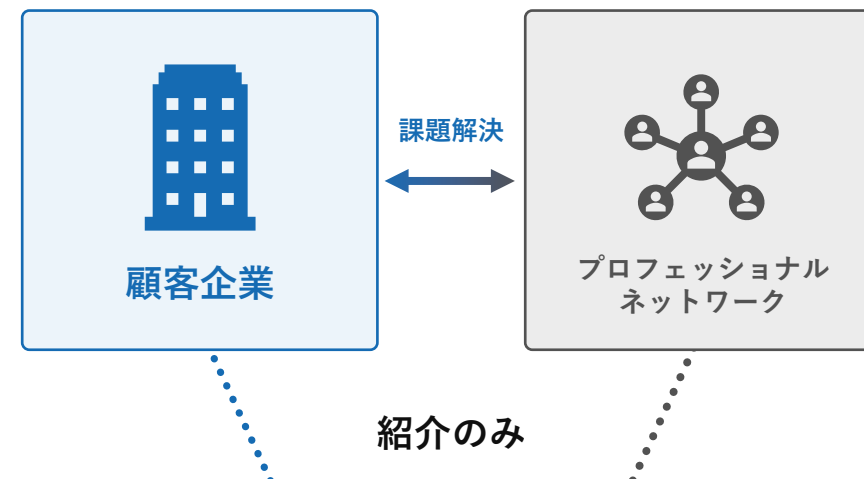 課題解決
顧客企業
プロフェッショナル
ネットワーク
紹介のみ